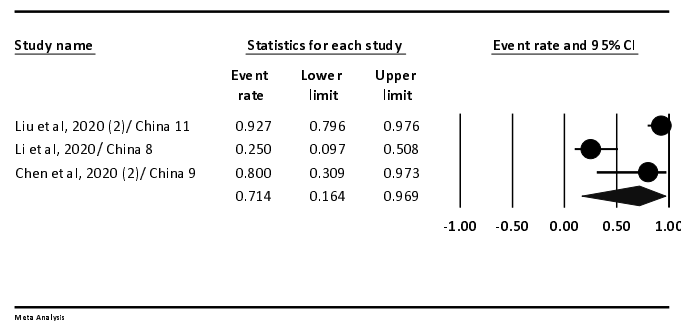 Study name Statistics for each study Event rate and 95% CI
Event Lower Upper
rate limit limit
Liu et al, 2020 (2)/ China 11 0.927 0.796 0.976
Li et al, 2020/ China 8 0.250 0.097 0.508
Chen et al, 2020 (2)/ China 9 0.800 0.309 0.973
0.714 0.164 0.969
-1.00 -0.50 0.00 0.50 1.00
Meta Analysis